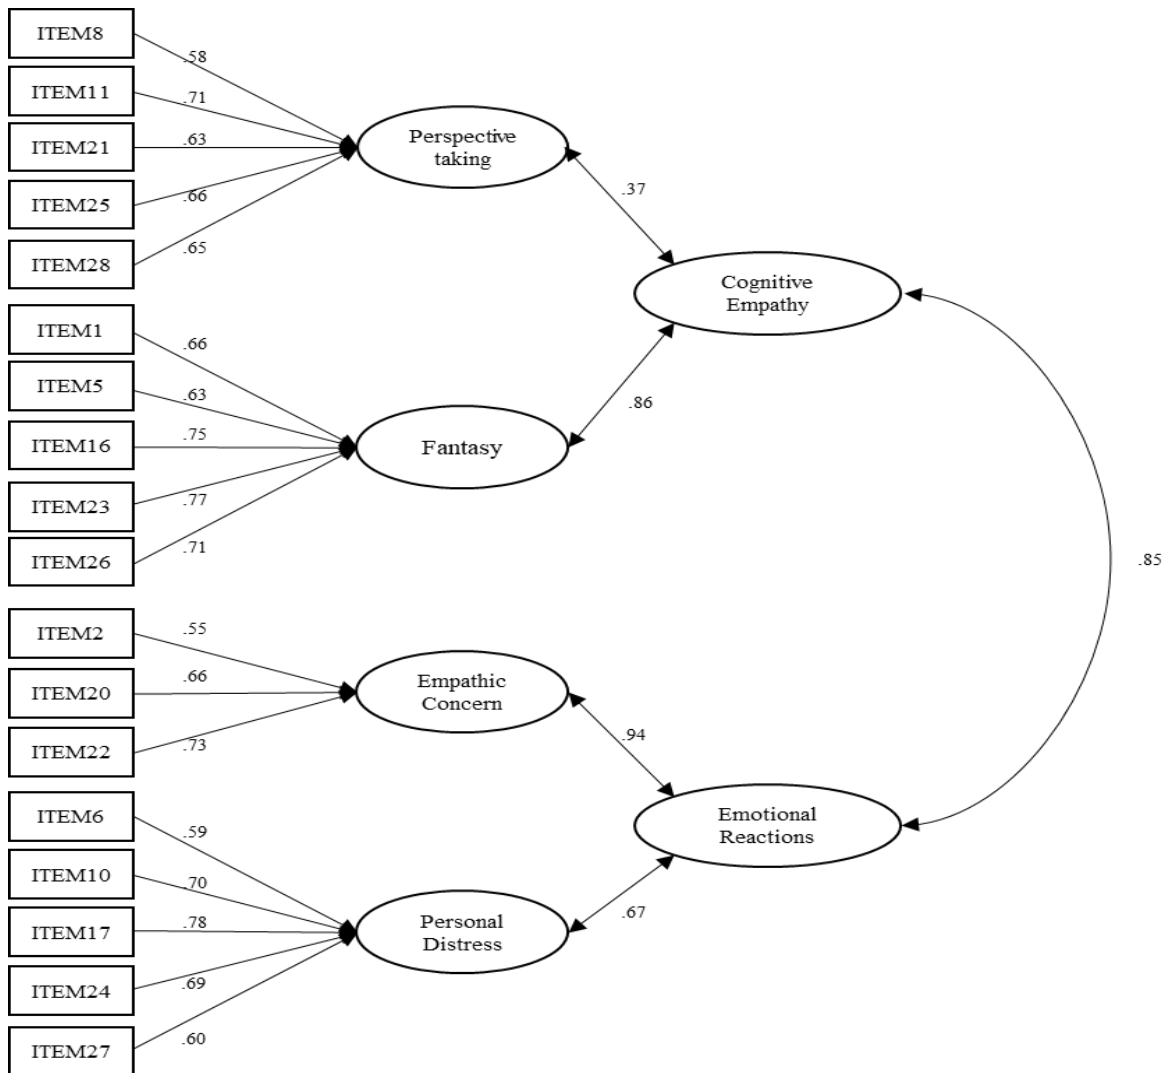 ITEM8
.58
ITEM11
.71
ITEM21
.63
ITEM25
.66
ITEM28
.65
Perspective
taking
.37
ITEM1
.66
ITEM5
.63
ITEM16
.75
ITEM23
.77
ITEM26
.71
Fantasy
.86
Cognitive
Empathy
.85
ITEM2
.55
ITEM20
.66
ITEM22
.73
Empathic
Concern
.94
ITEM6
.59
ITEM10
.70
ITEM17
.78
ITEM24
.69
ITEM27
.60
Personal
Distress
.67
Emotional
Reactions